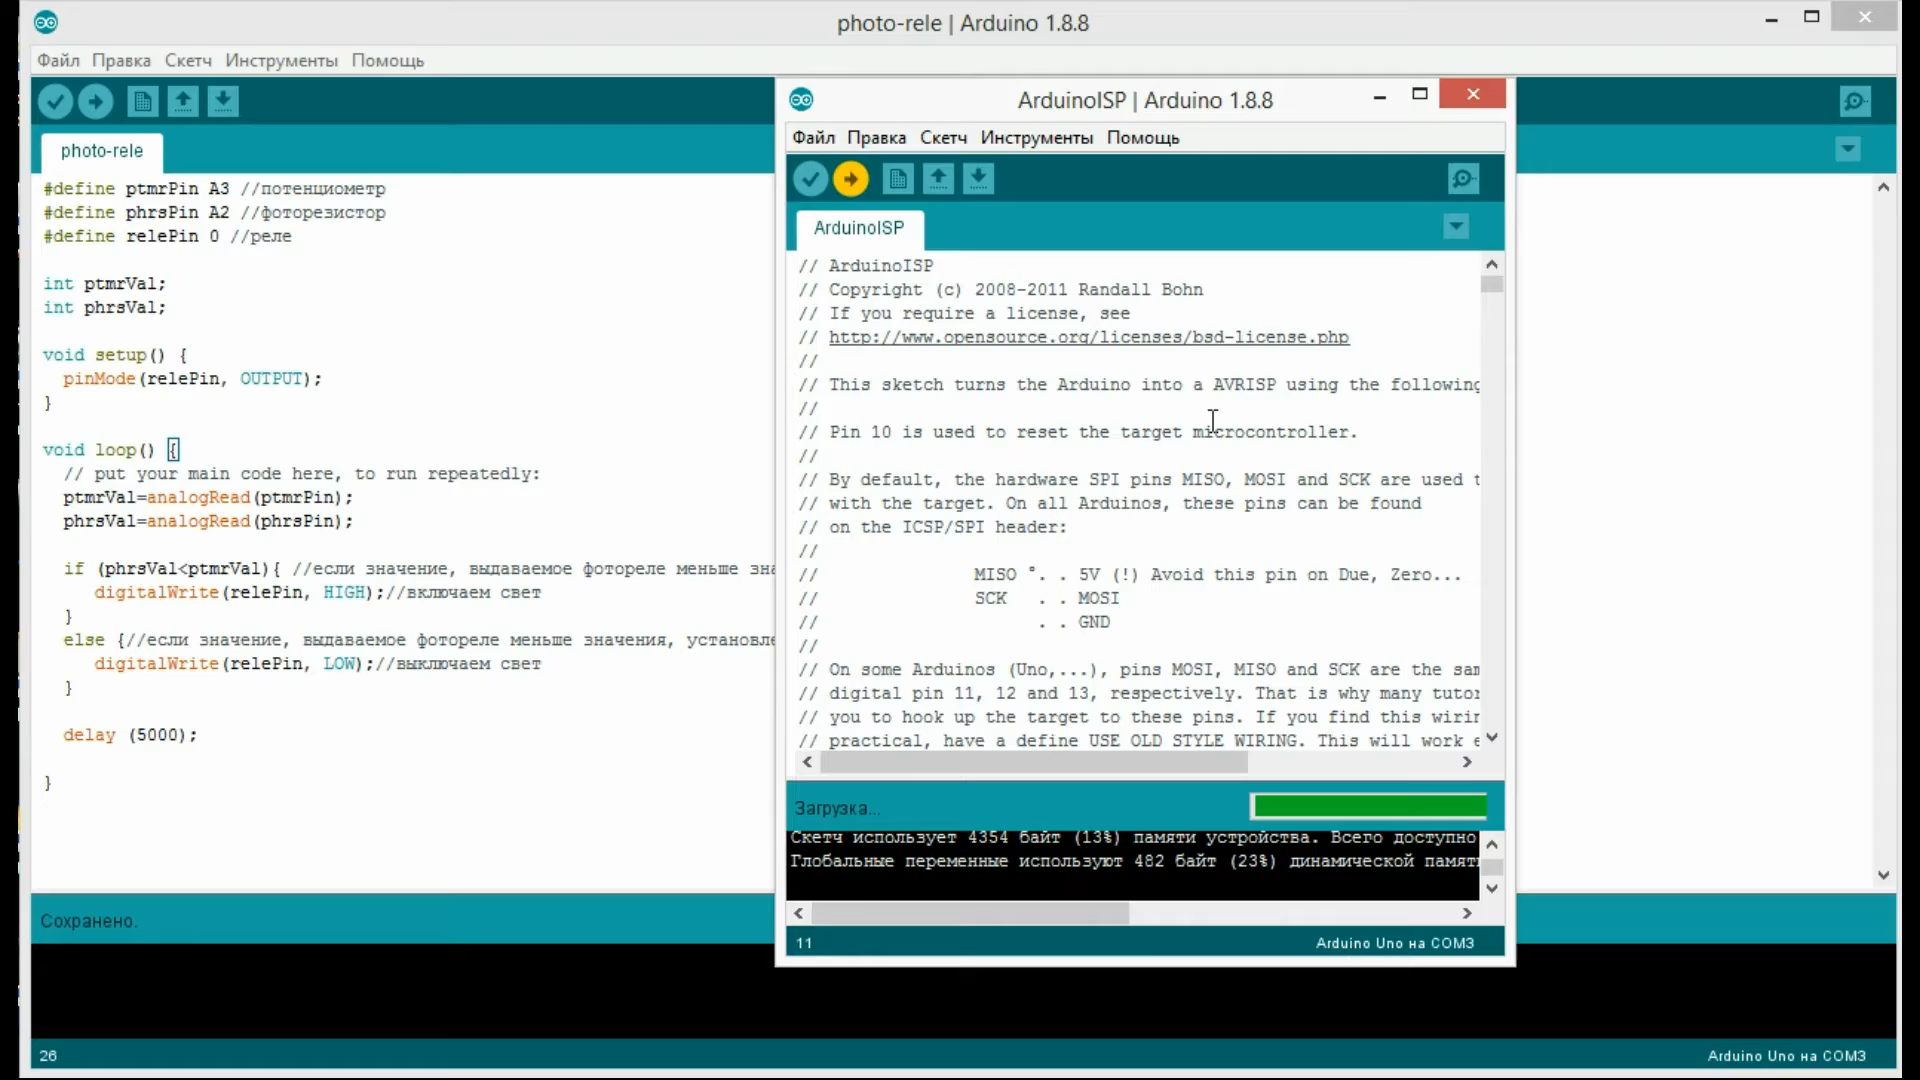 photo-rele | Arduino 1.8.8
Файл Правка Скетч Инструменты Помощь
photo-rele
#define ptmrPin A3 //потенциометр
#define phrsPin A2 //фоторезистор
#define relePin 0 //реле
int ptmrVal;
int phrsVal;
void setup() {
pinMode(relePin, OUTPUT);
}
void loop() {
// put your main code here, to run repeatedly:
ptmrVal=analogRead(ptmrPin);
phrsVal=analogRead(phrsPin);
if (phrsVal<ptmrVal){ //если значение, выдаваемое фотореле меньше зна
digitalWrite(relePin, HIGH);//включаем свет
}
else {//если значение, выдаваемое фотореле меньше значения, установле
digitalWrite(relePin, LOW);//выключаем свет
}
delay (5000);
}
Сохранено.
26
Arduino Uno на COM3
ArduinoISP | Arduino 1.8.8
Файл Правка Скетч Инструменты Помощь
ArduinoISP
// ArduinoISP
// Copyright (c) 2008-2011 Randall Bohn
// If you require a license, see
// http://www.opensource.org/licenses/bsd-license.php
//
// This sketch turns the Arduino into a AVRISP using the following
//
// Pin 10 is used to reset the target microcontroller.
//
// By default, the hardware SPI pins MISO, MOSI and SCK are used t
// with the target. On all Arduinos, these pins can be found
// on the ICSP/SPI header:
//
// MISO °. . 5V (!) Avoid this pin on Due, Zero...
// SCK . . MOSI
// . . GND
//
// On some Arduinos (Uno,...), pins MOSI, MISO and SCK are the sam
// digital pin 11, 12 and 13, respectively. That is why many tutor
// you to hook up the target to these pins. If you find this wirin
// practical, have a define USE OLD STYLE WIRING. This will work e
Загрузка...
Скетч использует 4354 байт (13%) памяти устройства. Всего доступно
Глобальные переменные используют 482 байт (23%) динамической памят
11
Arduino Uno на COM3